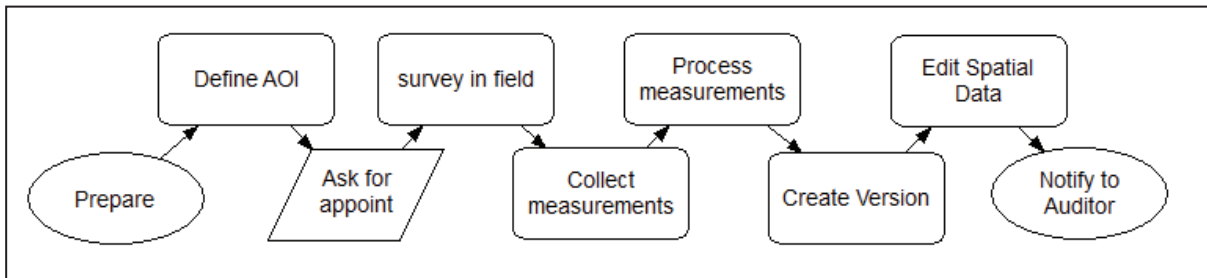 Prepare
Define AOI
Ask for
appoint
survey in field
Collect
measurements
Process
measurements
Create Version
Edit Spatial
Data
Notify to
Auditor